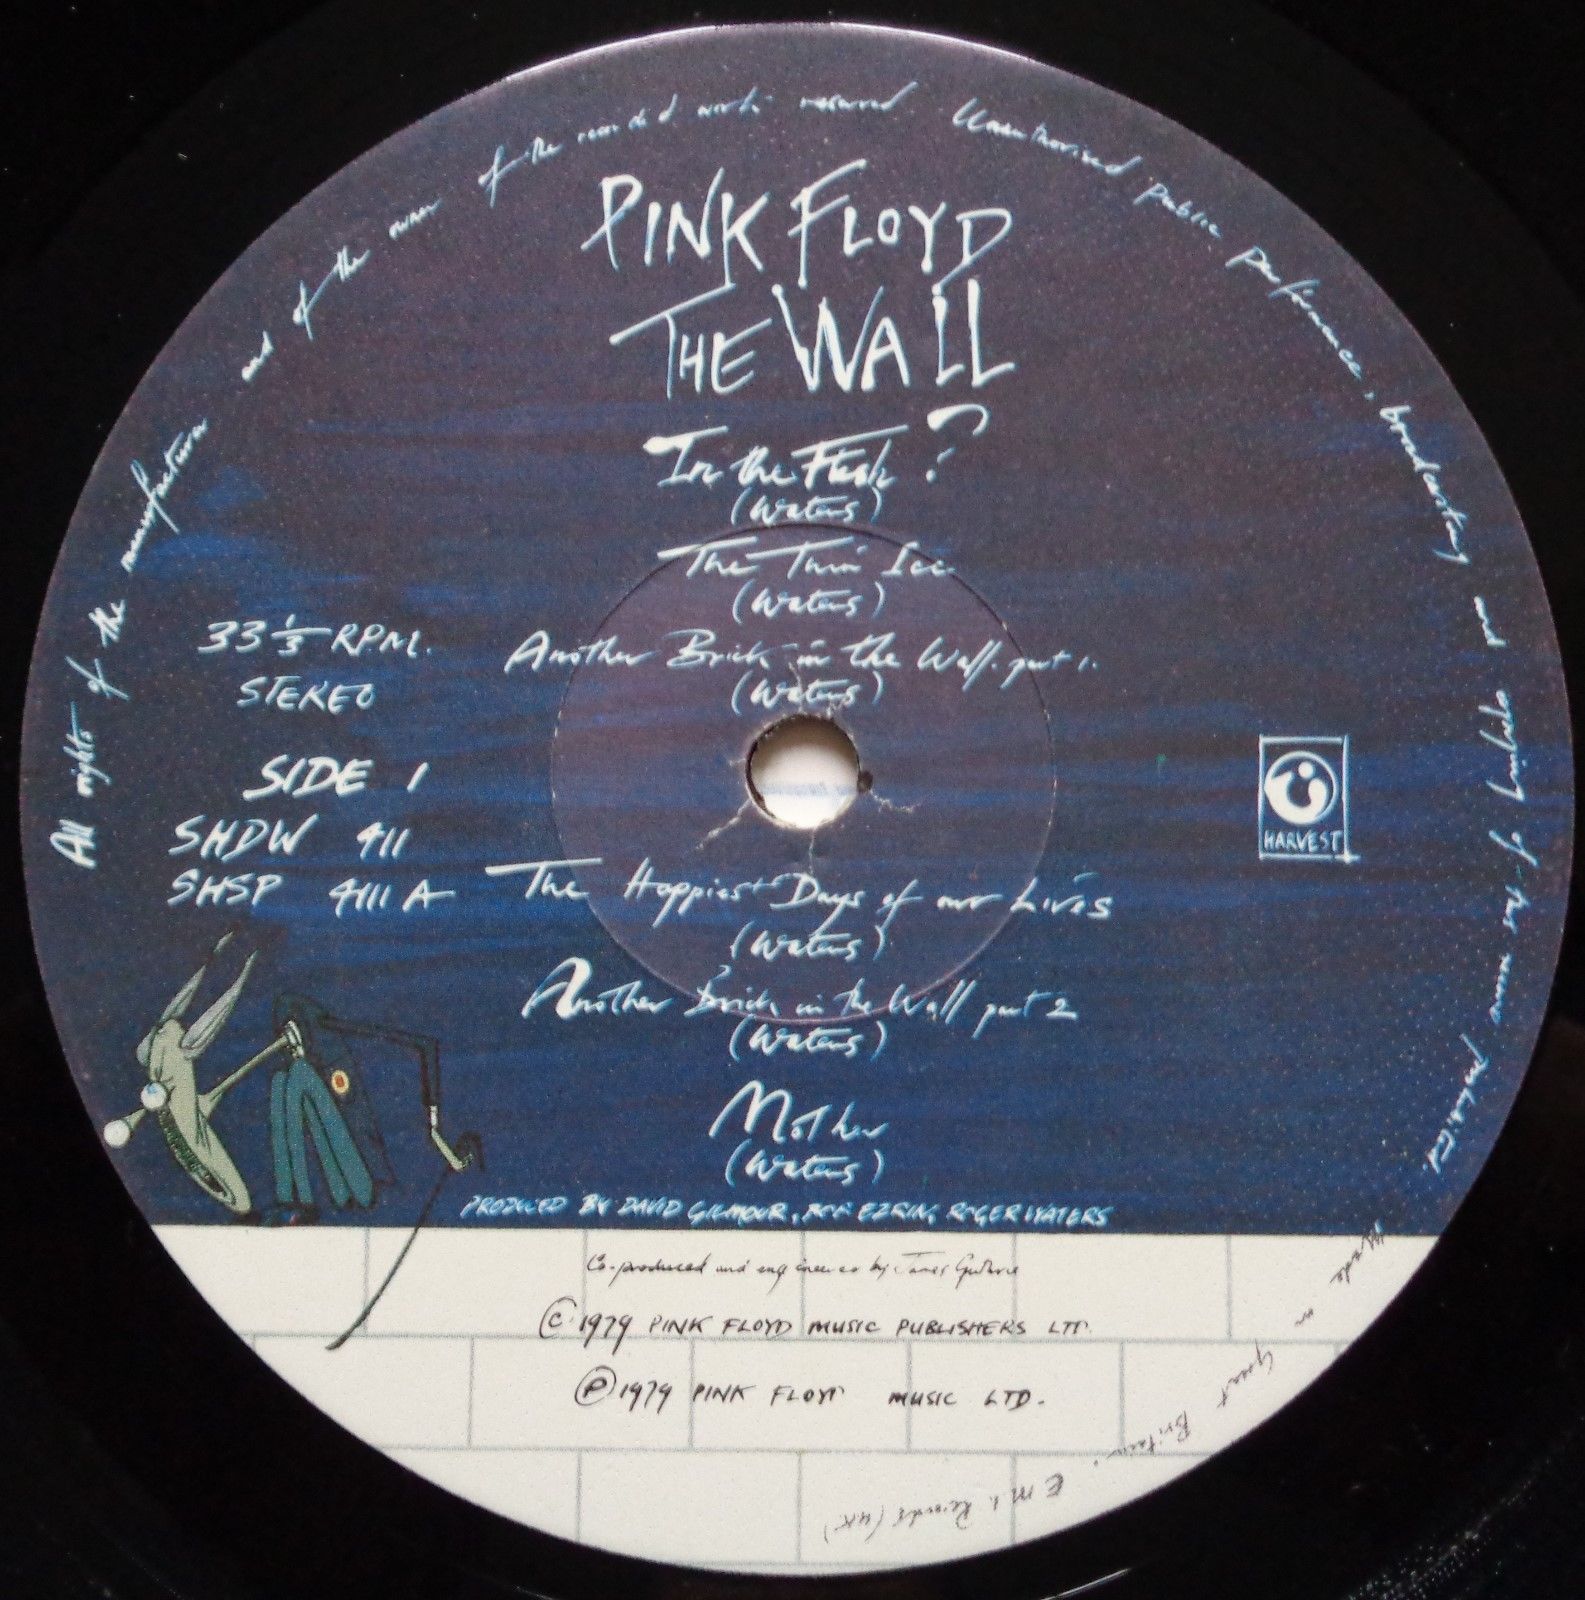 All rights of the manufacturer and of the owner of the recorded work reserved. Unauthorised public performance, broadcasting and copying of this record prohibited.
PINK FLOYD
THE WALL
In the Flesh?
(Waters)
The Thin Ice
(Waters)
Another Brick in the Wall. part 1.
(Waters)
33 1/3 RPM.
STEREO
SIDE 1
SHDW 411
SHSP 4111 A
HARVEST
The Happiest Days of our Lives
(Waters)
Another Brick in the Wall part 2
(Waters)
Mother
(Waters)
PRODUCED BY DAVID GILMOUR, BOB EZRIN, ROGER WATERS
Co-produced and engineered by James Guthrie
© 1979 PINK FLOYD MUSIC PUBLISHERS LTD.
℗ 1979 PINK FLOYD MUSIC LTD.
Made in Great Britain
E.M.I. Records (UK)